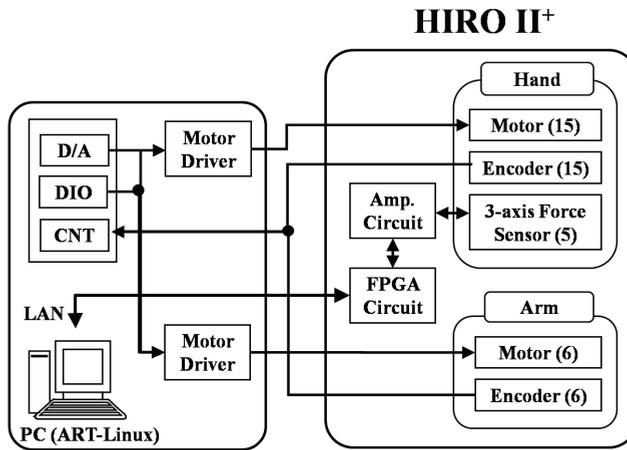 HIRO II+
Hand
Motor (15)
Encoder (15)
3-axis Force
Sensor (5)
Amp.
Circuit
FPGA
Circuit
Arm
Motor (6)
Encoder (6)
D/A
DIO
CNT
Motor
Driver
LAN
Motor
Driver
PC (ART-Linux)